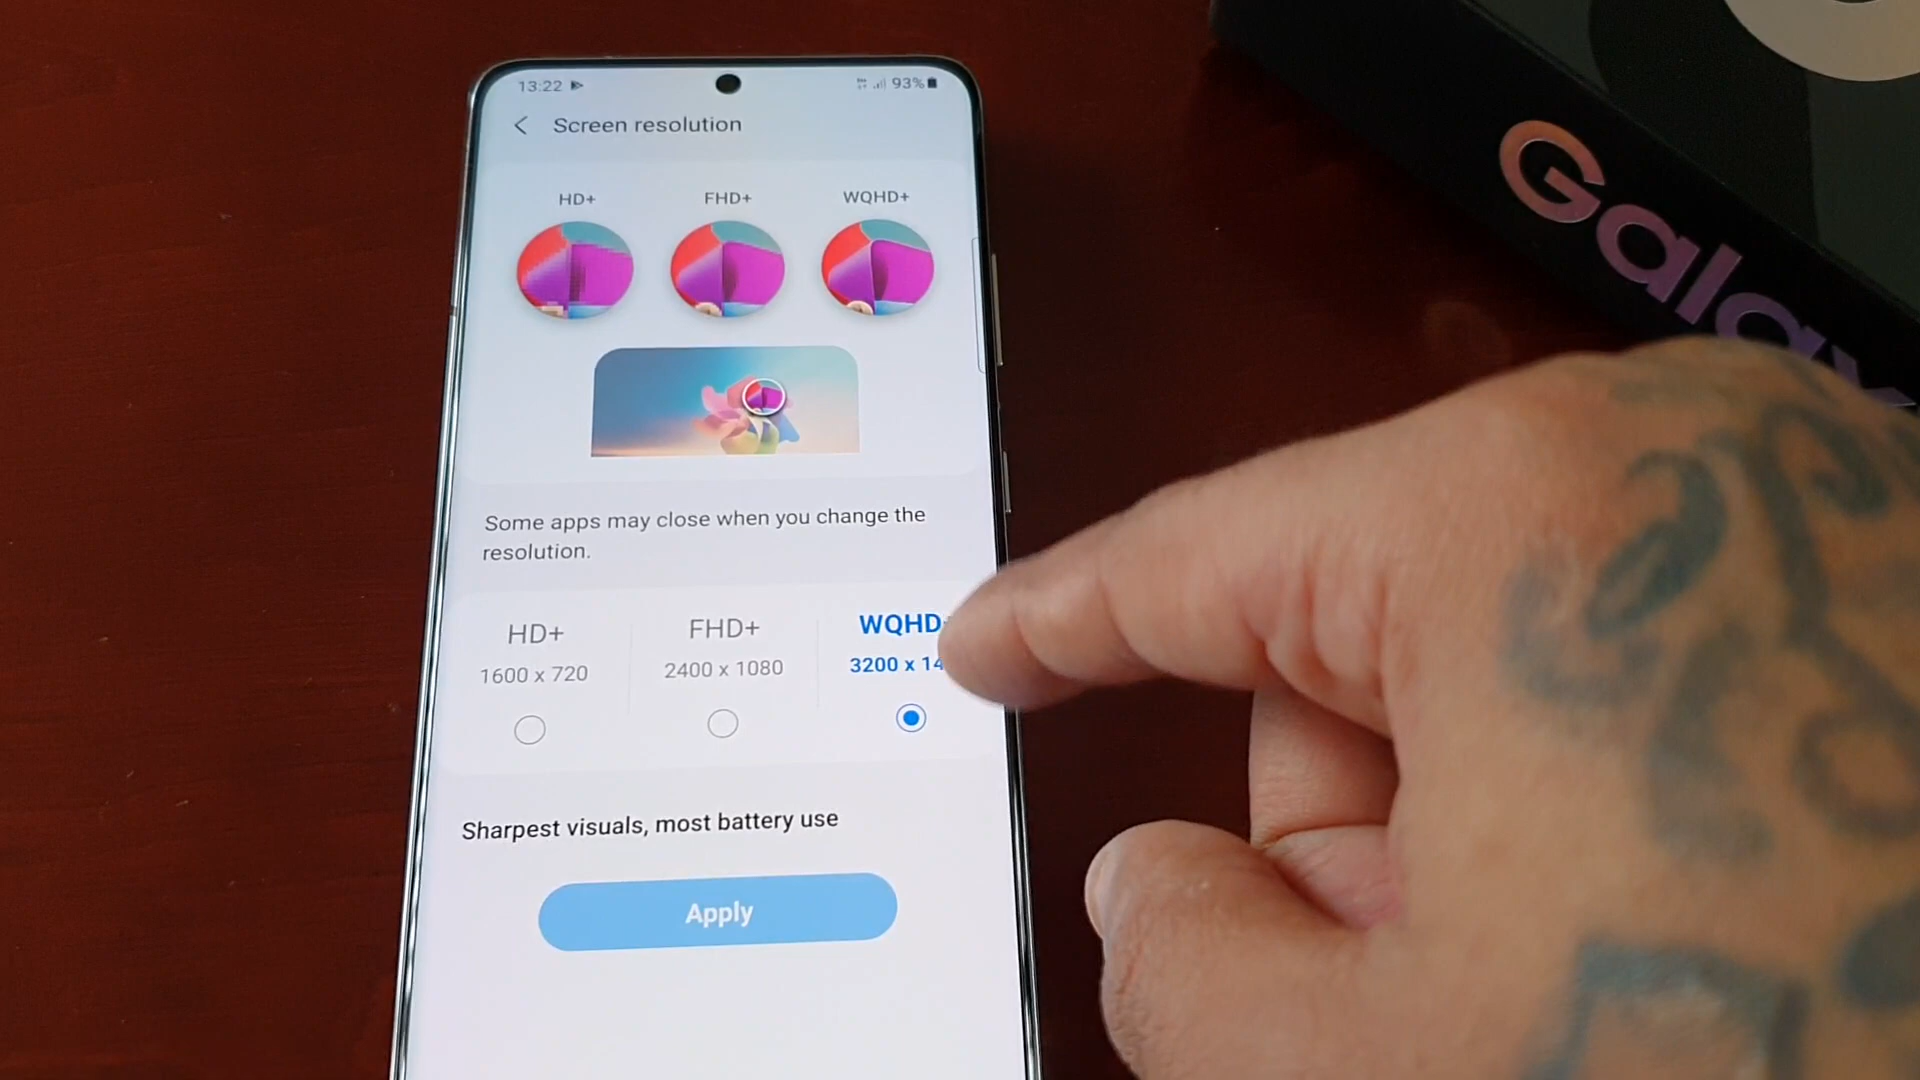 13:22 93%
Screen resolution
HD+ FHD+ WQHD+
Some apps may close when you change the
resolution.
HD+ FHD+ WQHD
1600 x 720 2400 x 1080 3200 x 14
Sharpest visuals, most battery use
Apply
Galaxy